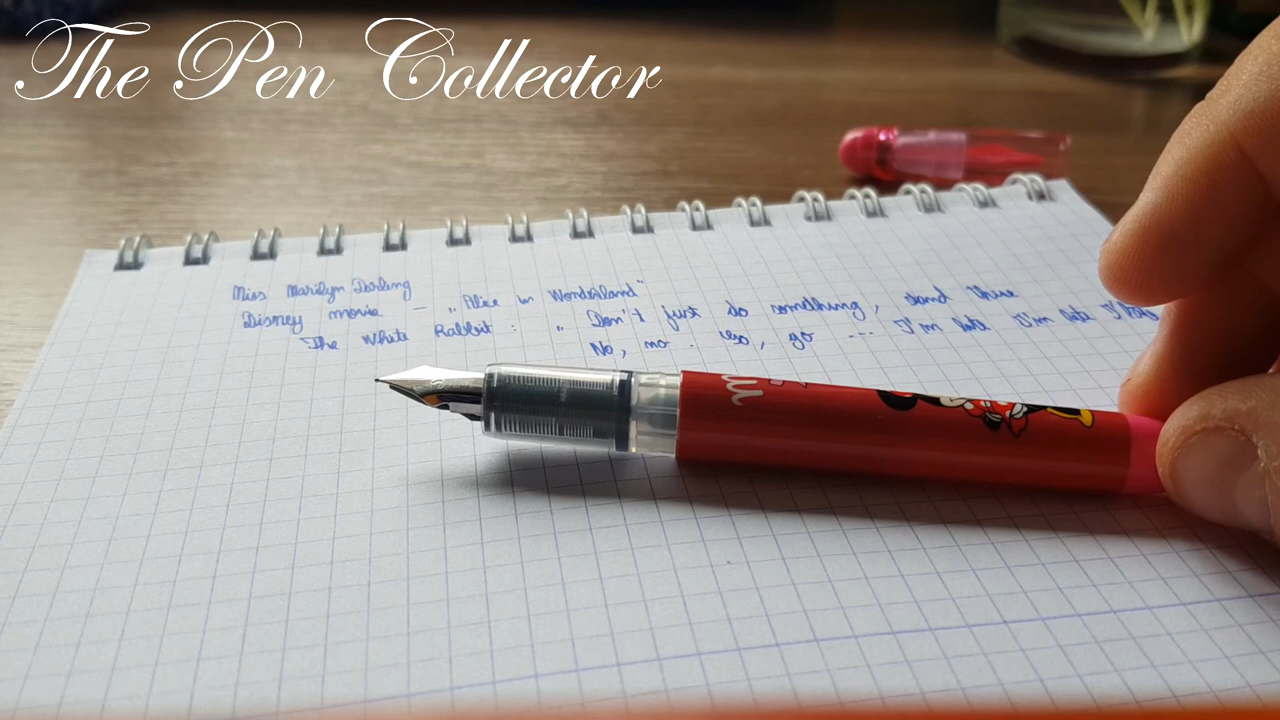 The Pen Collector
Miss Marilyn Darling
Disney movie – "Alice in Wonderland"
The White Rabbit : "Don't just do something, stand there
No, no. Go, go ... I'm late I'm late I'm